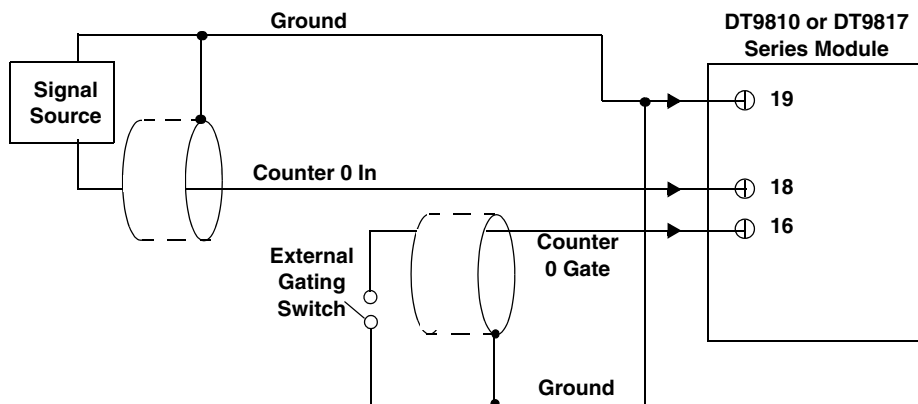 Ground
DT9810 or DT9817
Series Module
Signal
Source
19
Counter 0 In
18
16
Counter
0 Gate
External
Gating
Switch
Ground